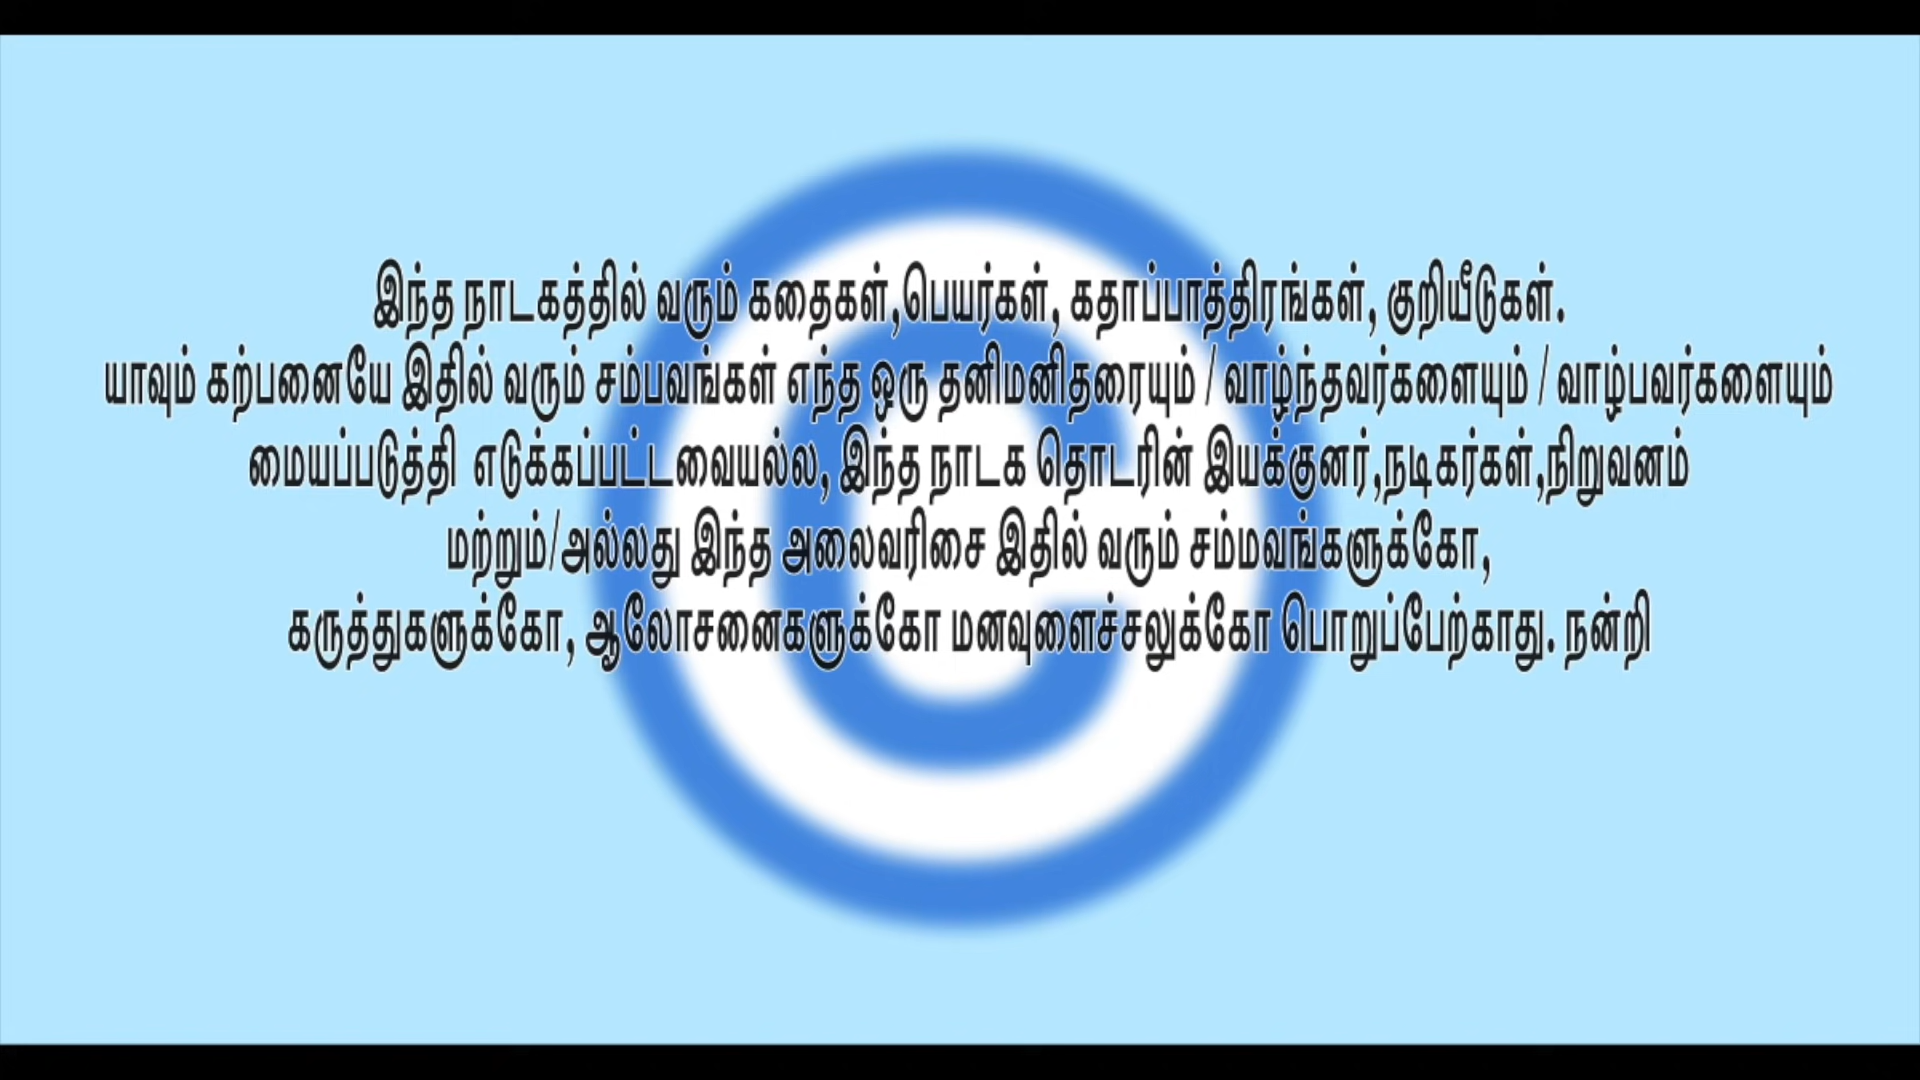 இந்த நாடகத்தில் வரும் கதைகள்,பெயர்கள், கதாப்பாத்திரங்கள், குறியீடுகள்.
யாவும் கற்பனையே இதில் வரும் சம்பவங்கள் எந்த ஒரு தனிமனிதரையும் / வாழ்ந்தவர்களையும் / வாழ்பவர்களையும்
மையப்படுத்தி எடுக்கப்பட்டவையல்ல, இந்த நாடக தொடரின் இயக்குனர்,நடிகர்கள்,நிறுவனம்
மற்றும்/அல்லது இந்த அலைவரிசை இதில் வரும் சம்மவங்களுக்கோ,
கருத்துகளுக்கோ, ஆலோசனைகளுக்கோ மனவுளைச்சலுக்கோ பொறுப்பேற்காது. நன்றி